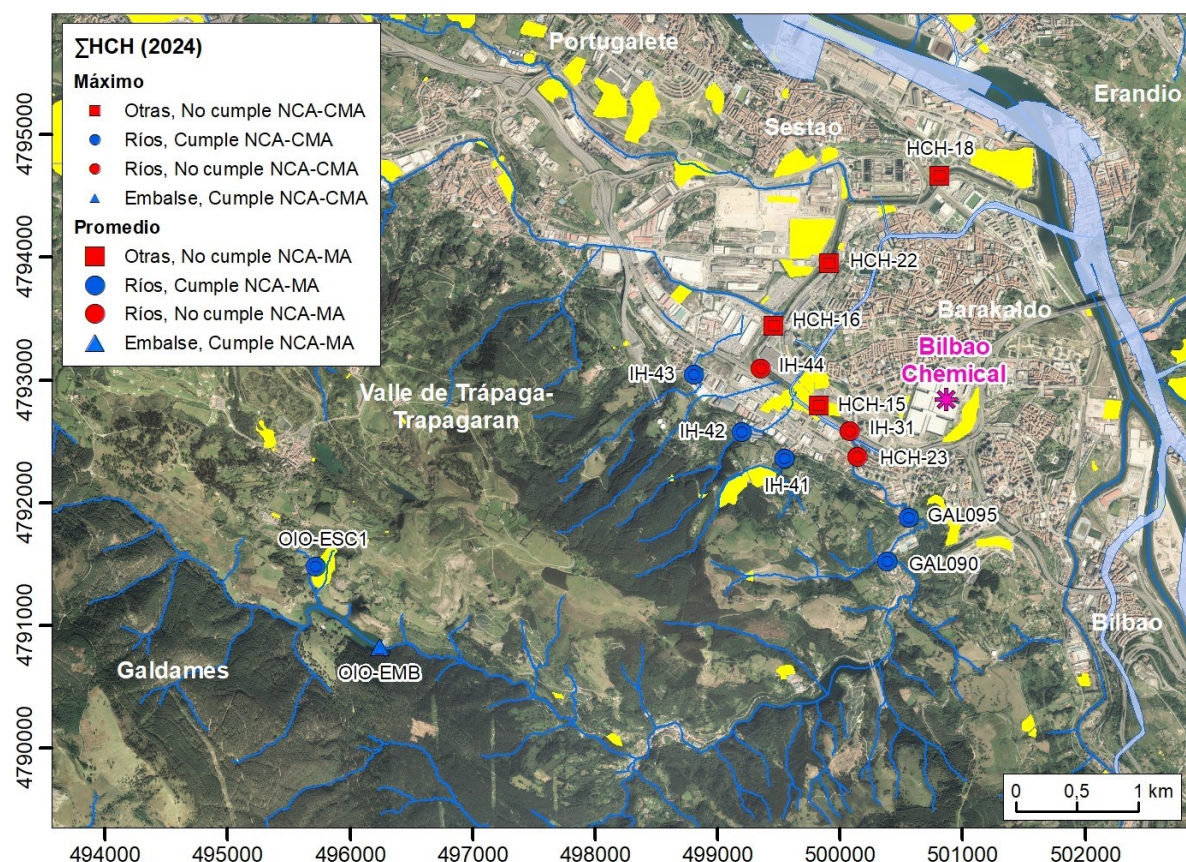 ∑HCH (2024)
Máximo
Otras, No cumple NCA-CMA
Ríos, Cumple NCA-CMA
Ríos, No cumple NCA-CMA
Embalse, Cumple NCA-CMA
Promedio
Otras, No cumple NCA-MA
Ríos, Cumple NCA-MA
Ríos, No cumple NCA-MA
Embalse, Cumple NCA-MA
Portugalete
Erandio
Sestao
HCH-18
HCH-22
Barakaldo
HCH-16
Bilbao
Chemical
IH-44
IH-43
Valle de Trápaga-
Trapagaran
HCH-15
IH-31
IH-42
HCH-23
IH-41
GAL095
OIO-ESC1
GAL090
Bilbao
Galdames
OIO-EMB
0 0,5 1 km
4795000
4794000
4793000
4792000
4791000
4790000
494000 495000 496000 497000 498000 499000 500000 501000 502000